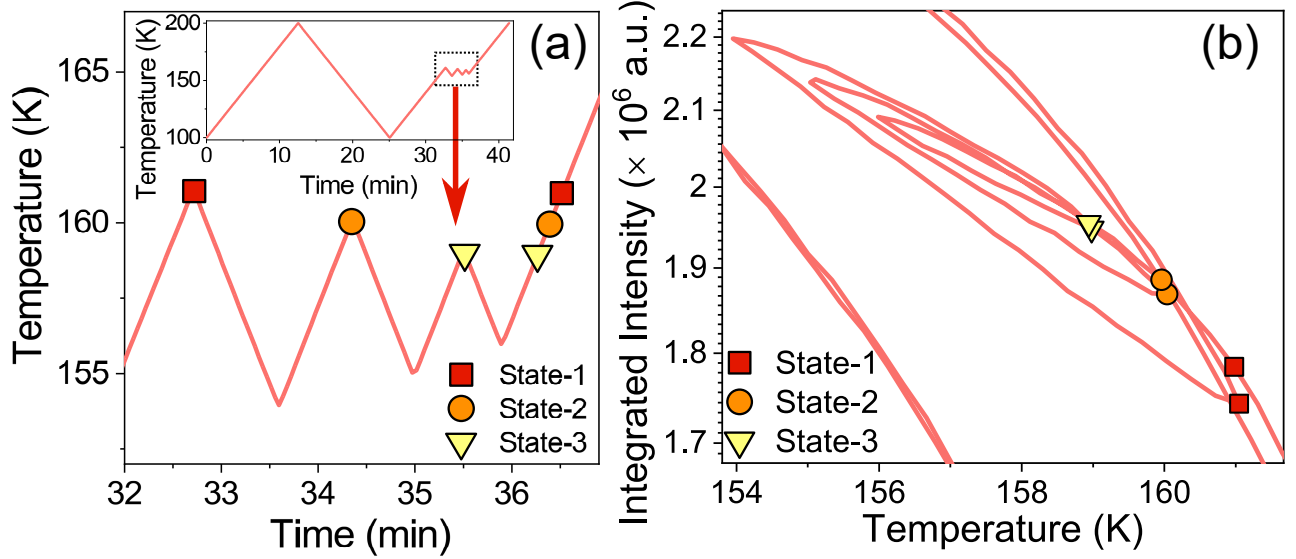 (a)
Temperature (K)
165
160
155
32
33
34
35
36
Time (min)
Temperature (K)
200
150
100
0
10
20
30
40
Time (min)
State-1
State-2
State-3
(b)
Integrated Intensity (× 10⁶ a.u.)
2.2
2.1
2
1.9
1.8
1.7
154
156
158
160
Temperature (K)
State-1
State-2
State-3